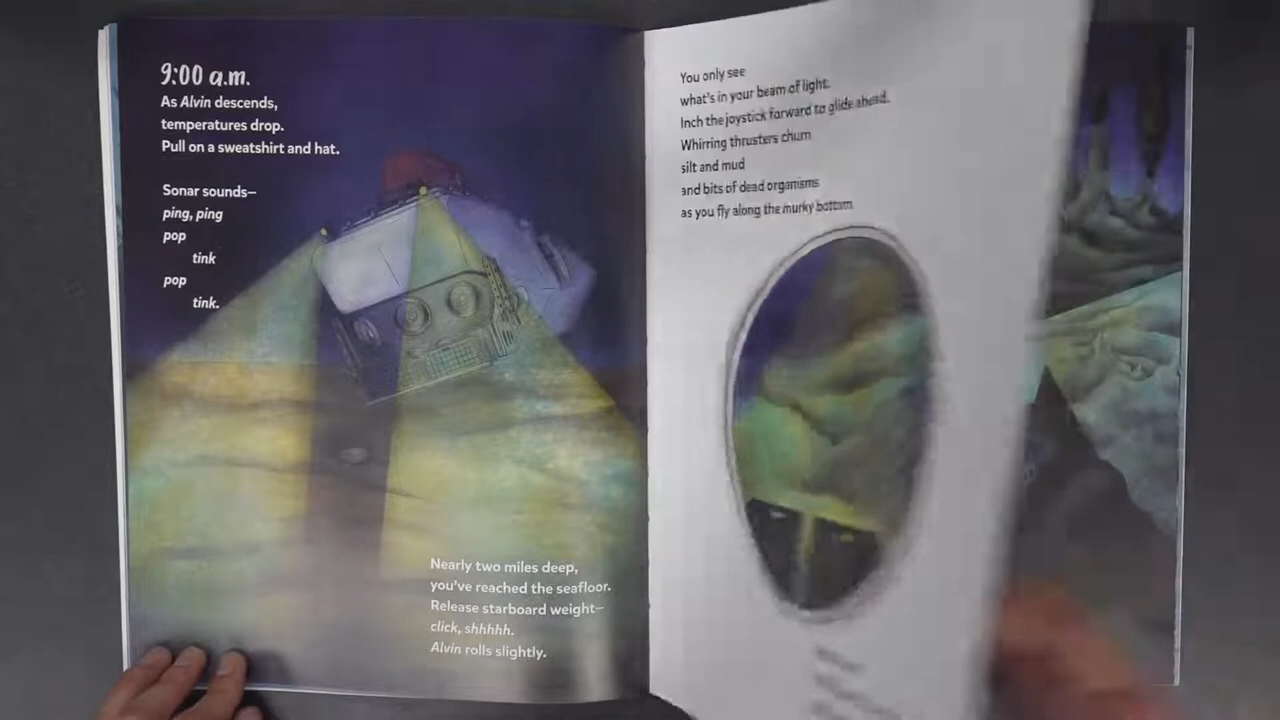 9:00 a.m.
As Alvin descends,
temperatures drop.
Pull on a sweatshirt and hat.
Sonar sounds—
ping, ping
pop
tink
pop
tink.
Nearly two miles deep,
you've reached the seafloor.
Release starboard weight—
click, shhhhh.
Alvin rolls slightly.
You only see
what's in your beam of light.
Inch the joystick forward to glide ahead.
Whirring thrusters churn
silt and mud
and bits of dead organisms
as you fly along the murky bottom.